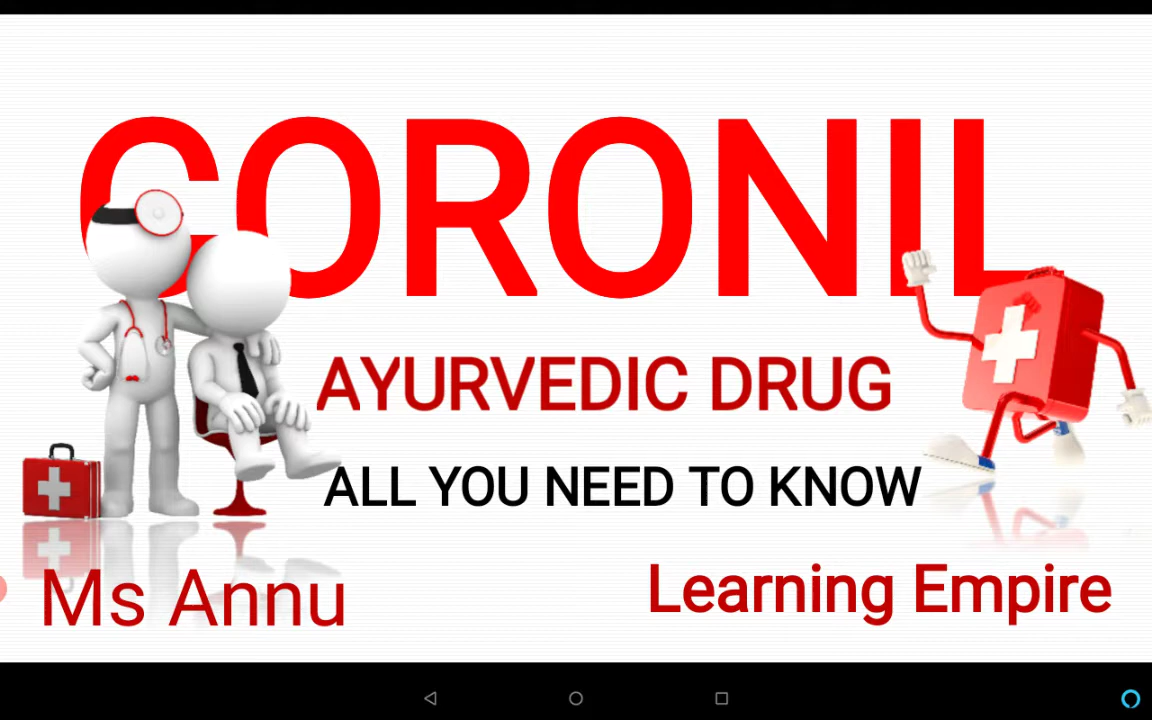 CORONIL
AYURVEDIC DRUG
ALL YOU NEED TO KNOW
Ms Annu
Learning Empire